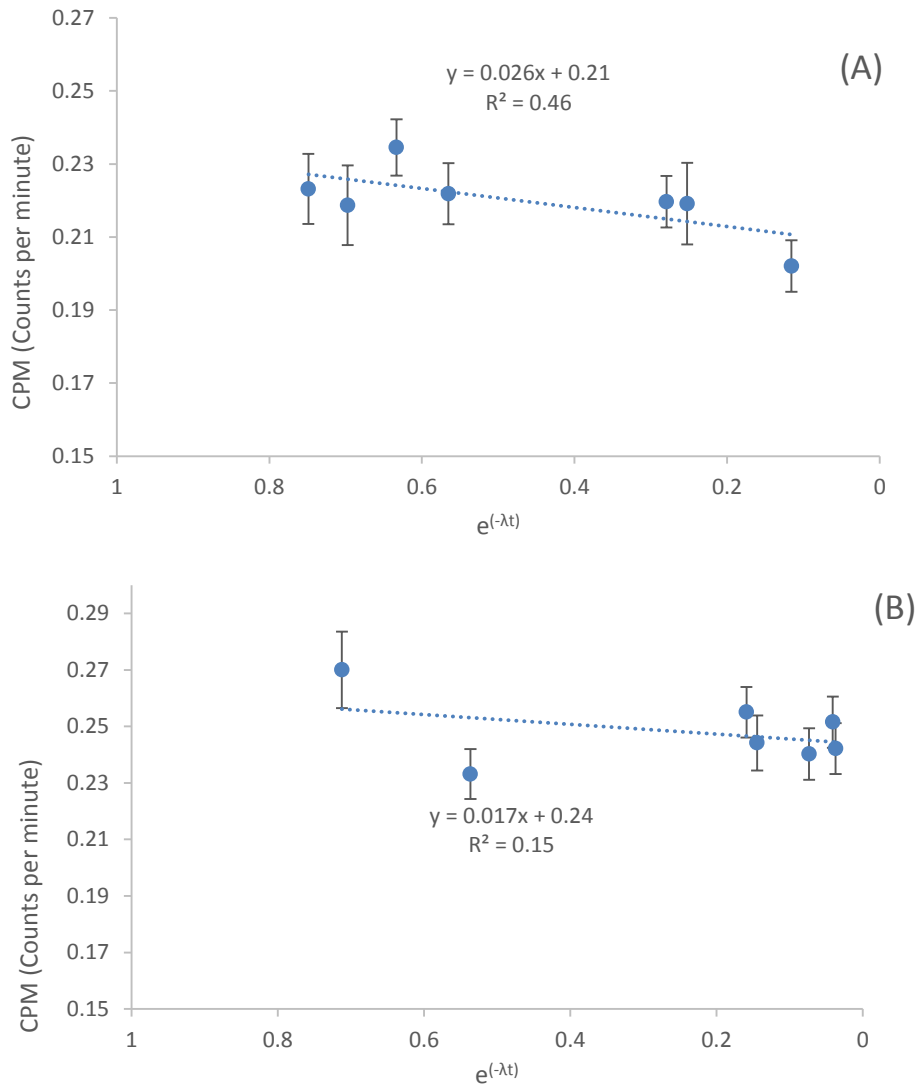 0.27
(A)
y = 0.026x + 0.21
R² = 0.46
0.25
0.23
0.21
0.19
0.17
0.15
CPM (Counts per minute)
1 0.8 0.6 0.4 0.2 0
e^(-λt)
(B)
0.29
0.27
0.25
0.23
y = 0.017x + 0.24
R² = 0.15
0.21
0.19
0.17
0.15
CPM (Counts per minute)
1 0.8 0.6 0.4 0.2 0
e^(-λt)